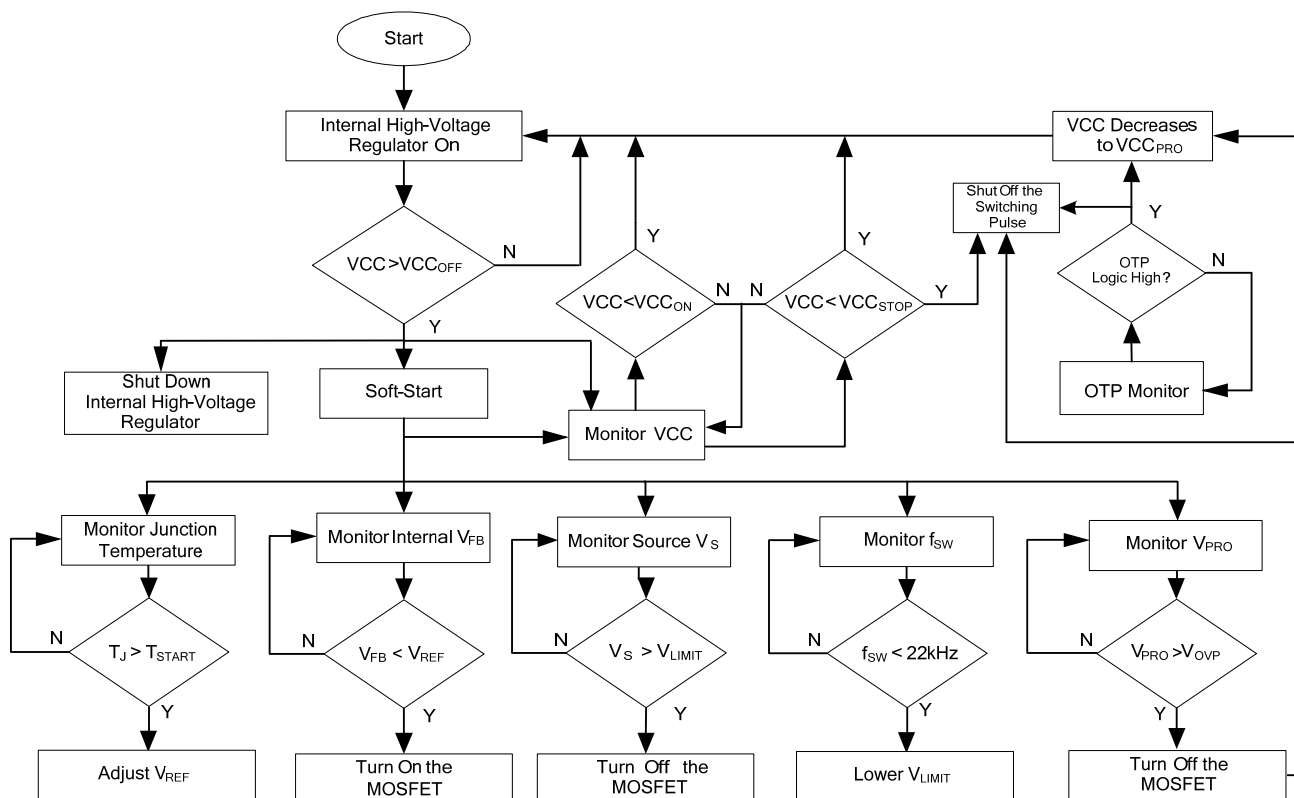 Start
Internal High-Voltage
Regulator On
VCC Decreases
to VCCPRO
Shut Off the
Switching
Pulse
Y
VCC>VCCOFF
N
Y
VCC<VCCON
N
Y
N
VCC<VCCSTOP
Y
OTP
Logic High?
N
Y
Shut Down
Internal High-Voltage
Regulator
Soft-Start
Monitor VCC
OTP Monitor
Monitor Junction
Temperature
Monitor Internal VFB
Monitor Source VS
Monitor fSW
Monitor VPRO
N
TJ > TSTART
Y
N
VFB < VREF
Y
N
VS > VLIMIT
Y
N
fSW < 22kHz
Y
N
VPRO >VOVP
Y
Adjust VREF
Turn On the
MOSFET
Turn Off the
MOSFET
Lower VLIMIT
Turn Off the
MOSFET